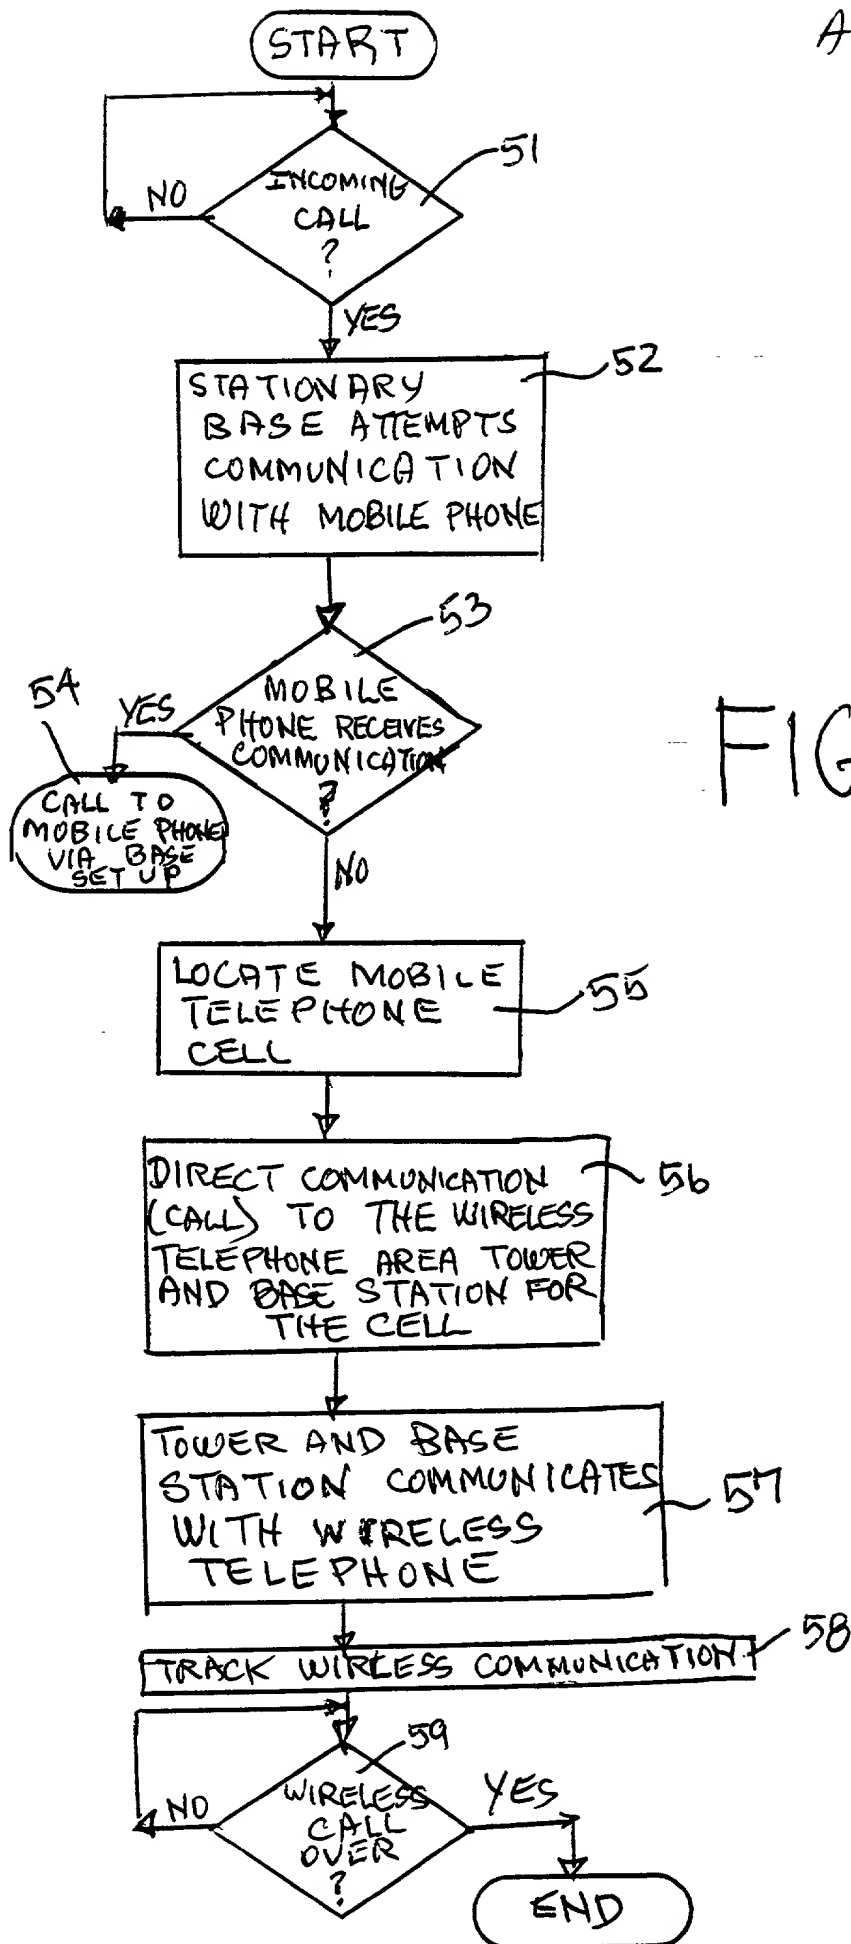 A
START
51
INCOMING
CALL
?
NO
YES
52
STATIONARY
BASE ATTEMPTS
COMMUNICATION
WITH MOBILE PHONE
53
MOBILE
PHONE RECEIVES
COMMUNICATION
?
54
YES
CALL TO
MOBILE PHONE
VIA BASE
SET UP
FIG
NO
LOCATE MOBILE
TELEPHONE
CELL
55
DIRECT COMMUNICATION
(CALL) TO THE WIRELESS
TELEPHONE AREA TOWER
AND BASE STATION FOR
THE CELL
56
TOWER AND BASE
STATION COMMUNICATES
WITH WIRELESS
TELEPHONE
57
TRACK WIRLESS COMMUNICATION
58
59
WIRELESS
CALL
OVER
?
NO
YES
END